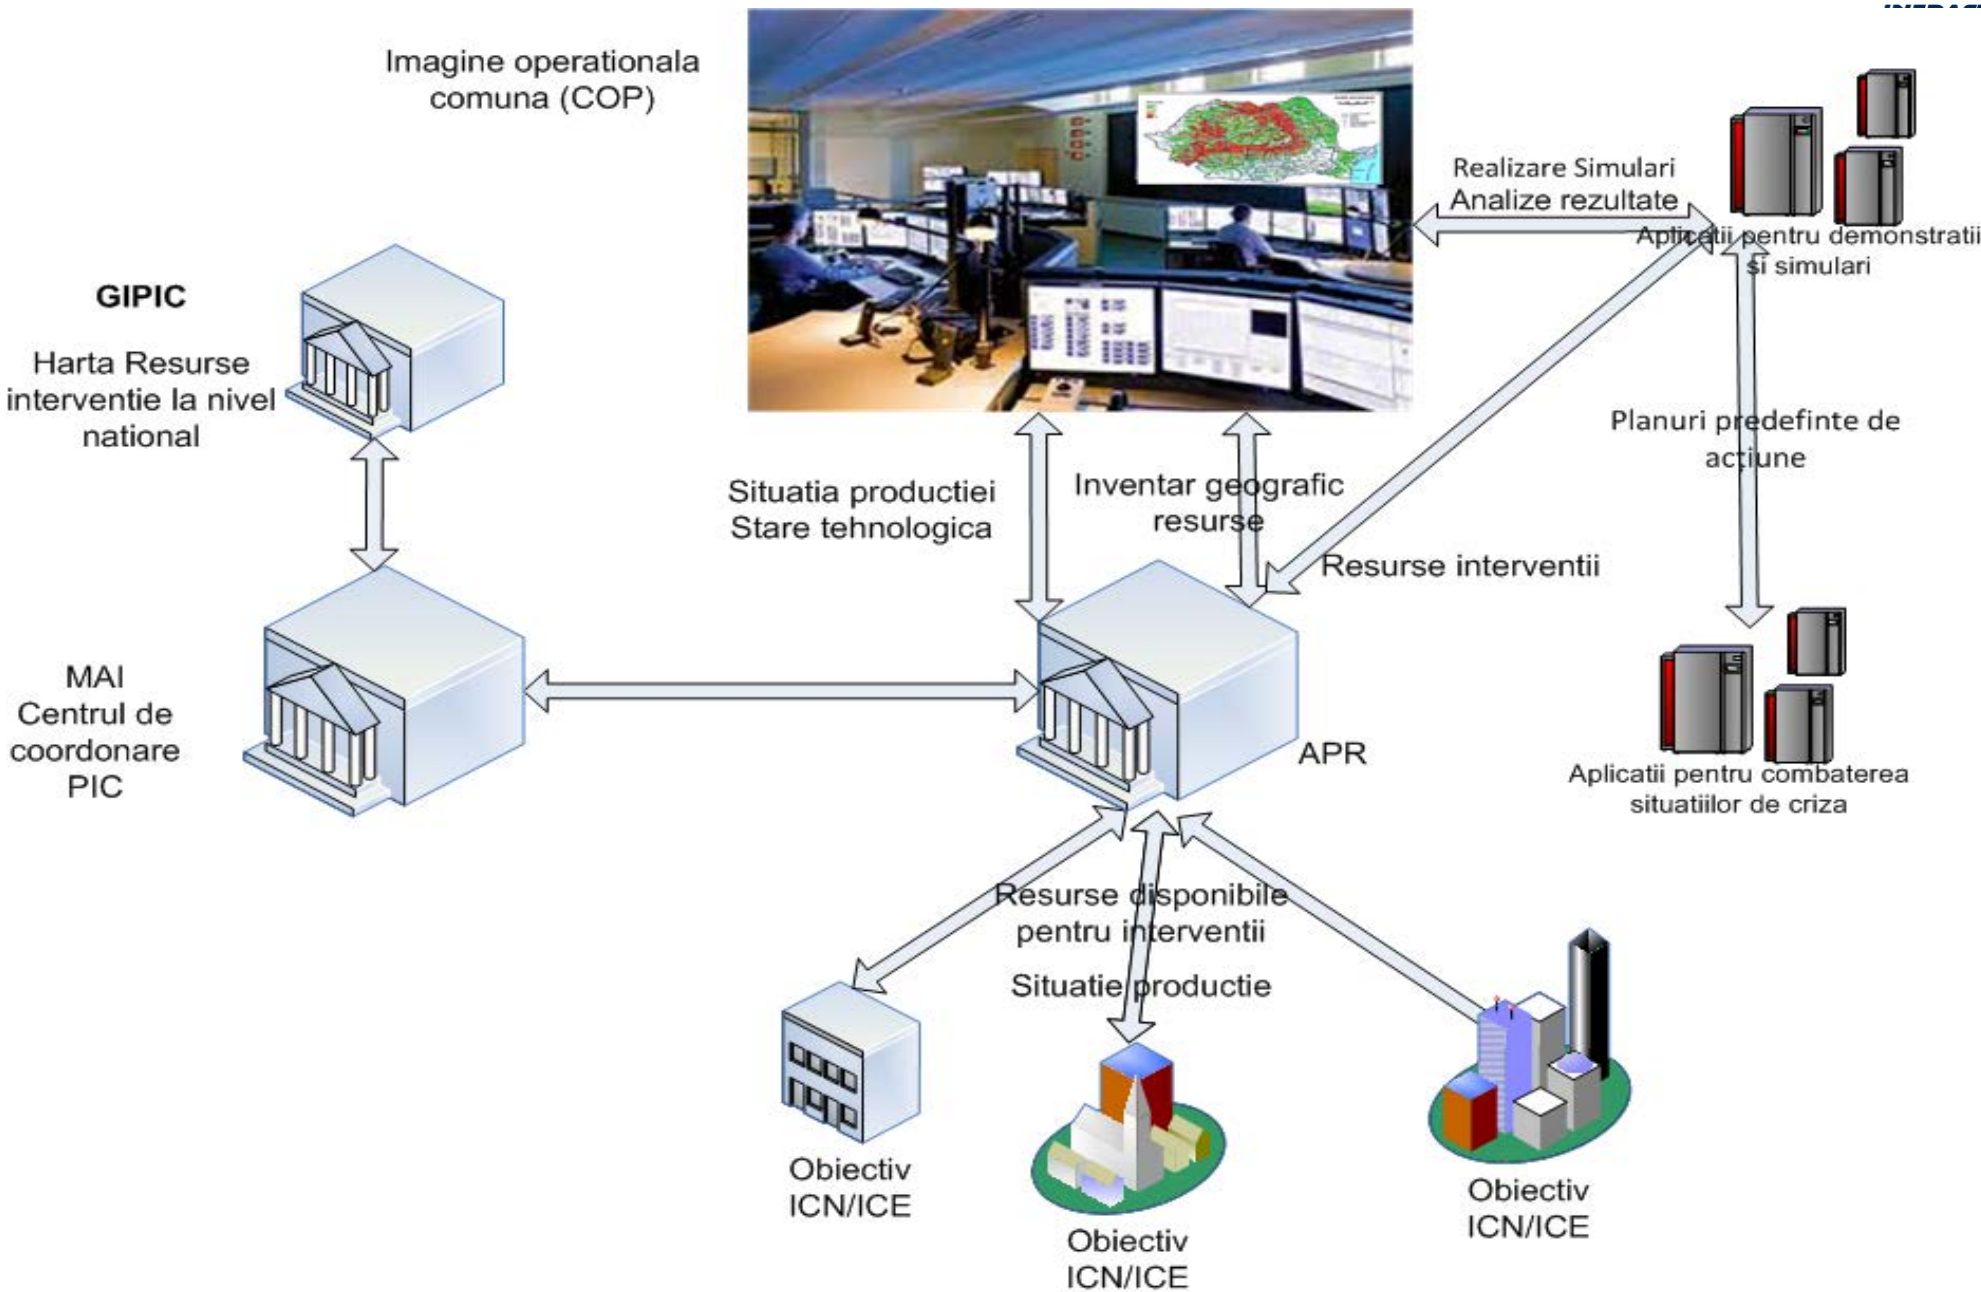 Imagine operationala
comuna (COP)
Realizare Simulari
Analize rezultate
Aplicatii pentru demonstratii
si simulari
GIPIC
Harta Resurse
interventie la nivel
national
Planuri predefinte de
acțiune
Situatia productiei
Stare tehnologica
Inventar geografic
resurse
Resurse interventii
MAI
Centrul de
coordonare
PIC
APR
Aplicatii pentru combaterea
situatiilor de criza
Resurse disponibile
pentru interventii
Situatie productie
Obiectiv
ICN/ICE
Obiectiv
ICN/ICE
Obiectiv
ICN/ICE